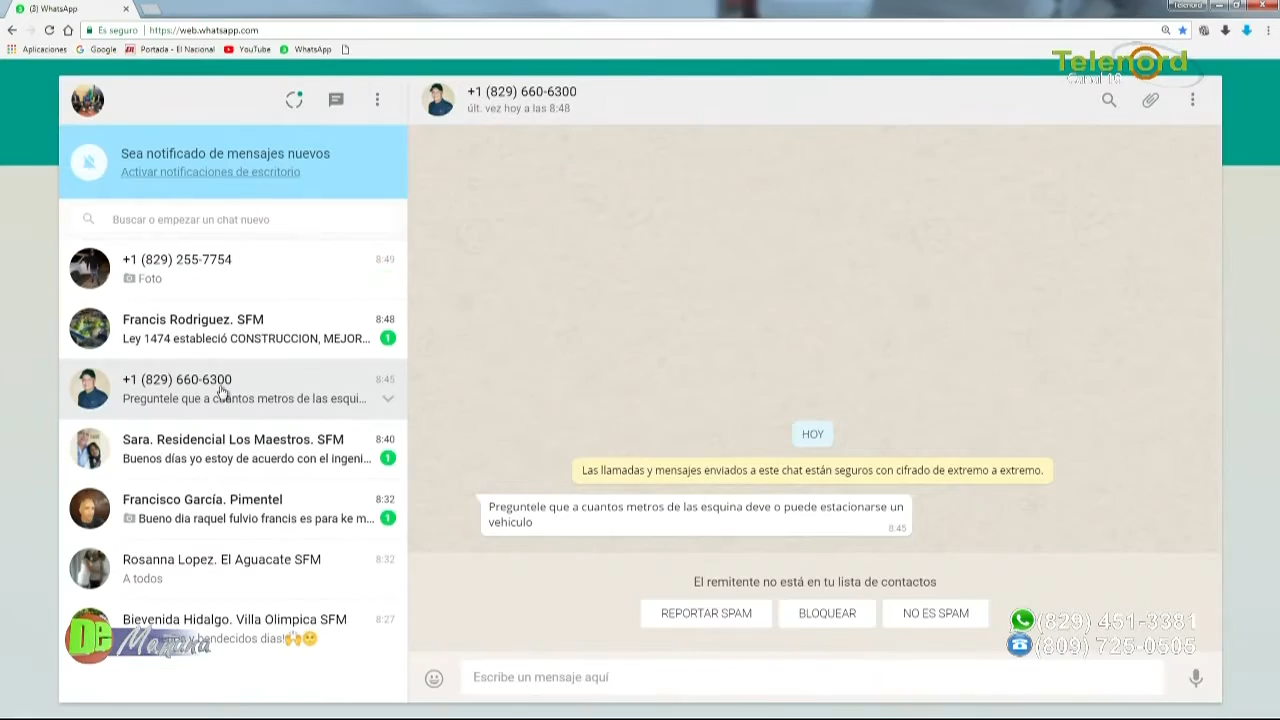 (3) WhatsApp
Telenord
Es seguro | https://web.whatsapp.com
Aplicaciones Google Portada - El Nacional YouTube WhatsApp
Telenord
Canal 10
+1 (829) 660-6300
últ. vez hoy a las 8:48
Sea notificado de mensajes nuevos
Activar notificaciones de escritorio
Buscar o empezar un chat nuevo
+1 (829) 255-7754 8:49
Foto
Francis Rodriguez. SFM 8:48
Ley 1474 estableció CONSTRUCCION, MEJOR... 1
+1 (829) 660-6300 8:45
Preguntele que a cuantos metros de las esqui...
Sara. Residencial Los Maestros. SFM 8:40
Buenos días yo estoy de acuerdo con el ingeni... 1
Francisco García. Pimentel 8:32
Bueno dia raquel fulvio francis es para ke m... 1
Rosanna Lopez. El Aguacate SFM 8:32
A todos
Bievenida Hidalgo. Villa Olimpica SFM 8:27
y bendecidos dias!🙌🙂
De Mañana
HOY
Las llamadas y mensajes enviados a este chat están seguros con cifrado de extremo a extremo.
Preguntele que a cuantos metros de las esquina deve o puede estacionarse un
vehiculo
8:45
El remitente no está en tu lista de contactos
REPORTAR SPAM BLOQUEAR NO ES SPAM
(829) 451-3381
(809) 725-0505
Escribe un mensaje aquí